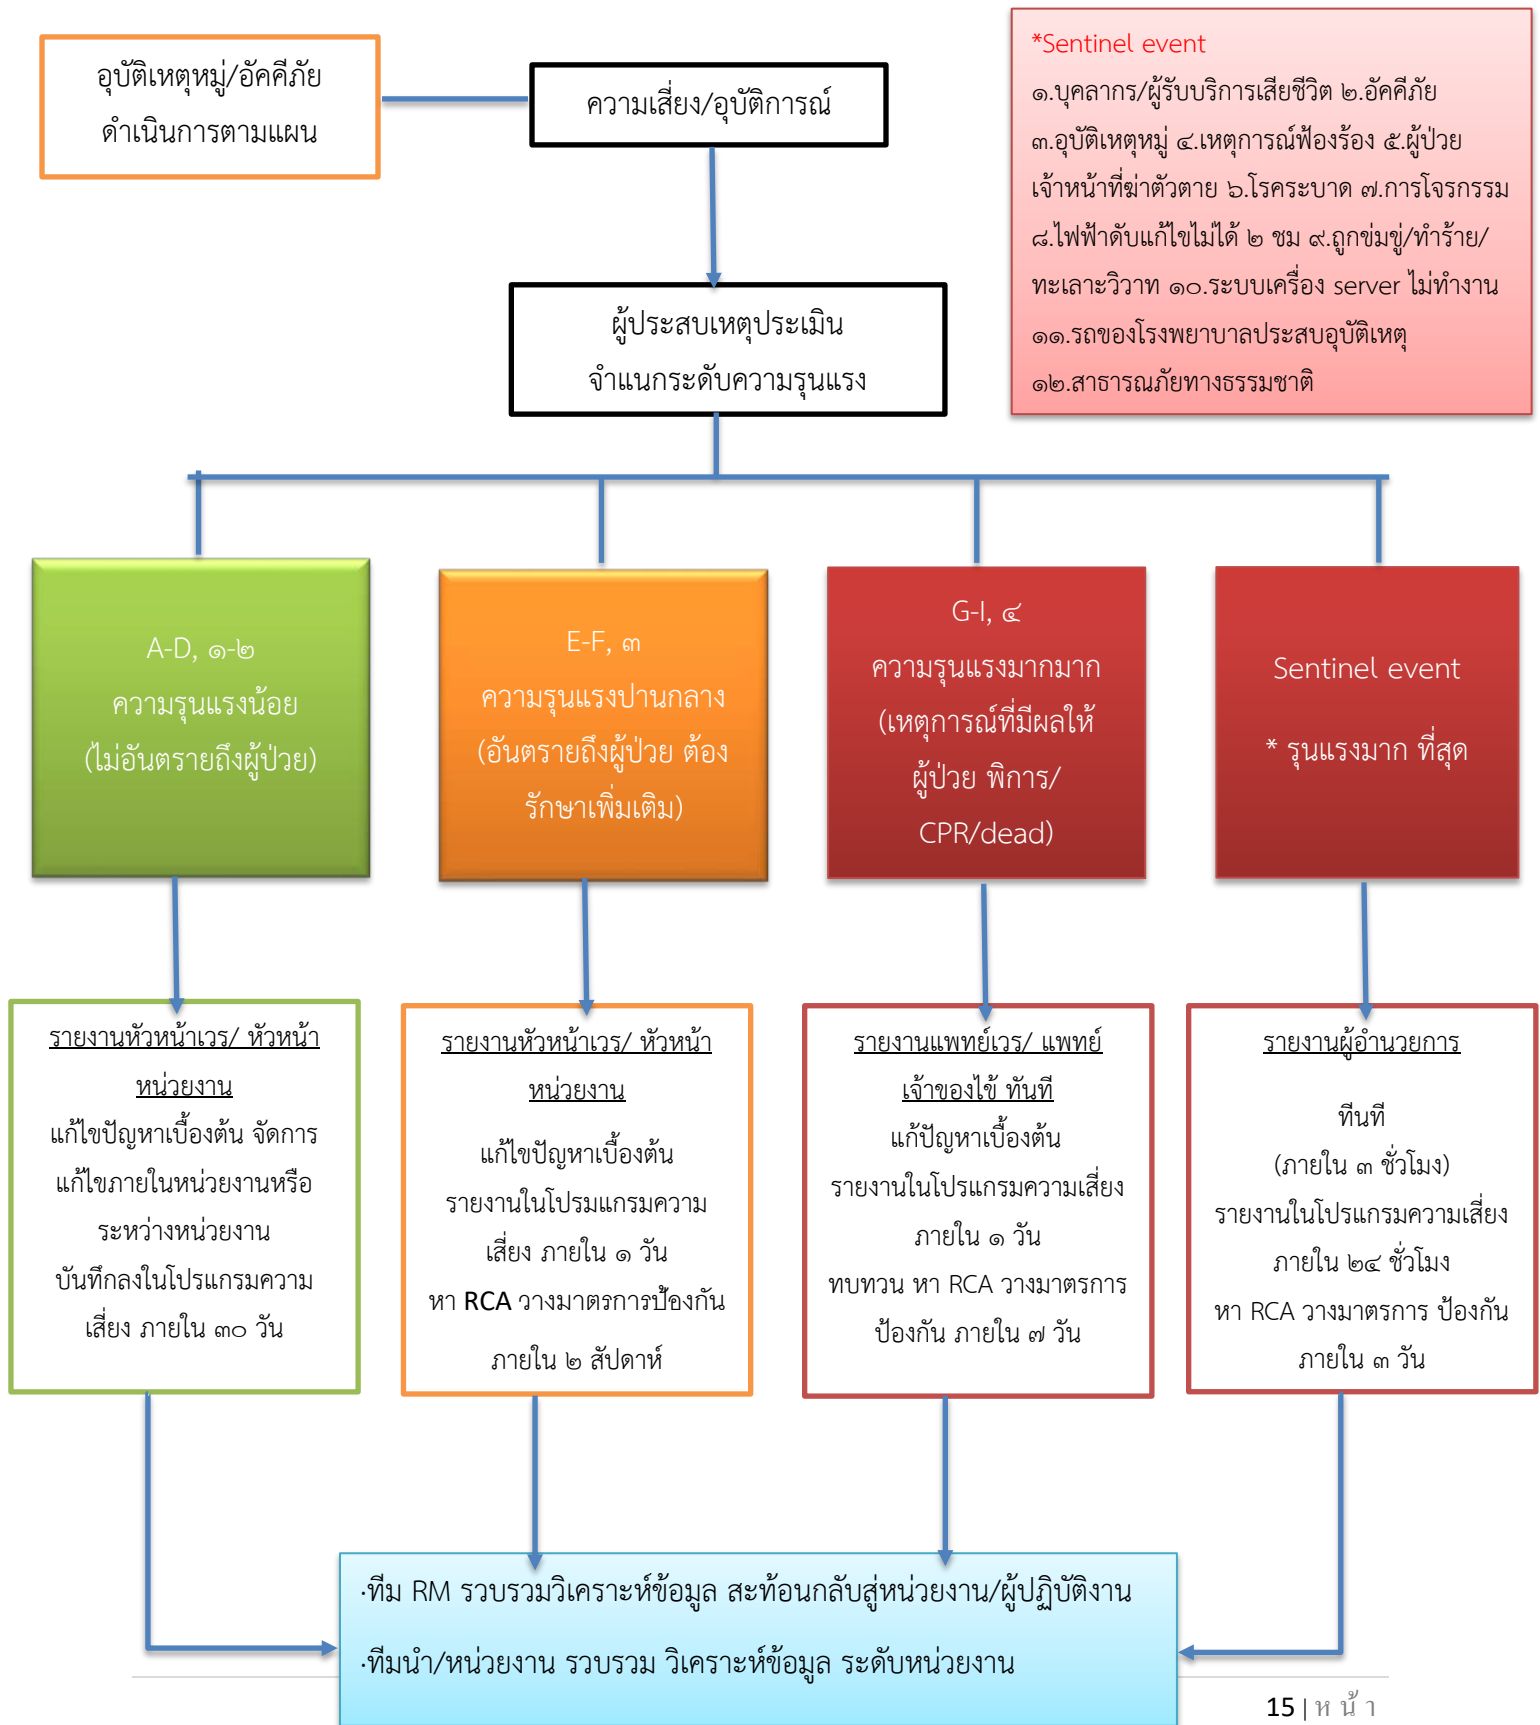 อุบัติเหตุหมู่/อัคคีภัย
ดำเนินการตามแผน
ความเสี่ยง/อุบัติการณ์
*Sentinel event
๑.บุคลากร/ผู้รับบริการเสียชีวิต ๒.อัคคีภัย
๓.อุบัติเหตุหมู่ ๔.เหตุการณ์ฟ้องร้อง ๕.ผู้ป่วย
เจ้าหน้าที่ฆ่าตัวตาย ๖.โรคระบาด ๗.การโจรกรรม
๘.ไฟฟ้าดับแก้ไขไม่ได้ ๒ ชม ๙.ถูกข่มขู่/ทำร้าย/
ทะเลาะวิวาท ๑๐.ระบบเครื่อง server ไม่ทำงาน
๑๑.รถของโรงพยาบาลประสบอุบัติเหตุ
๑๒.สาธารณภัยทางธรรมชาติ
ผู้ประสบเหตุประเมิน
จำแนกระดับความรุนแรง
A-D, ๑-๒
ความรุนแรงน้อย
(ไม่อันตรายถึงผู้ป่วย)
E-F, ๓
ความรุนแรงปานกลาง
(อันตรายถึงผู้ป่วย ต้อง
รักษาเพิ่มเติม)
G-I, ๔
ความรุนแรงมากมาก
(เหตุการณ์ที่มีผลให้
ผู้ป่วย พิการ/
CPR/dead)
Sentinel event
* รุนแรงมาก ที่สุด
รายงานหัวหน้าเวร/ หัวหน้า
หน่วยงาน
แก้ไขปัญหาเบื้องต้น จัดการ
แก้ไขภายในหน่วยงานหรือ
ระหว่างหน่วยงาน
บันทึกลงในโปรแกรมความ
เสี่ยง ภายใน ๓๐ วัน
รายงานหัวหน้าเวร/ หัวหน้า
หน่วยงาน
แก้ไขปัญหาเบื้องต้น
รายงานในโปรมแกรมความ
เสี่ยง ภายใน ๑ วัน
หา RCA วางมาตรการป้องกัน
ภายใน ๒ สัปดาห์
รายงานแพทย์เวร/ แพทย์
เจ้าของไข้ ทันที
แก้ปัญหาเบื้องต้น
รายงานในโปรแกรมความเสี่ยง
ภายใน ๑ วัน
ทบทวน หา RCA วางมาตรการ
ป้องกัน ภายใน ๗ วัน
รายงานผู้อำนวยการ
ทีนที
(ภายใน ๓ ชั่วโมง)
รายงานในโปรแกรมความเสี่ยง
ภายใน ๒๔ ชั่วโมง
หา RCA วางมาตรการ ป้องกัน
ภายใน ๓ วัน
·ทีม RM รวบรวมวิเคราะห์ข้อมูล สะท้อนกลับสู่หน่วยงาน/ผู้ปฏิบัติงาน
·ทีมนำ/หน่วยงาน รวบรวม วิเคราะห์ข้อมูล ระดับหน่วยงาน
15 | ห น้ า